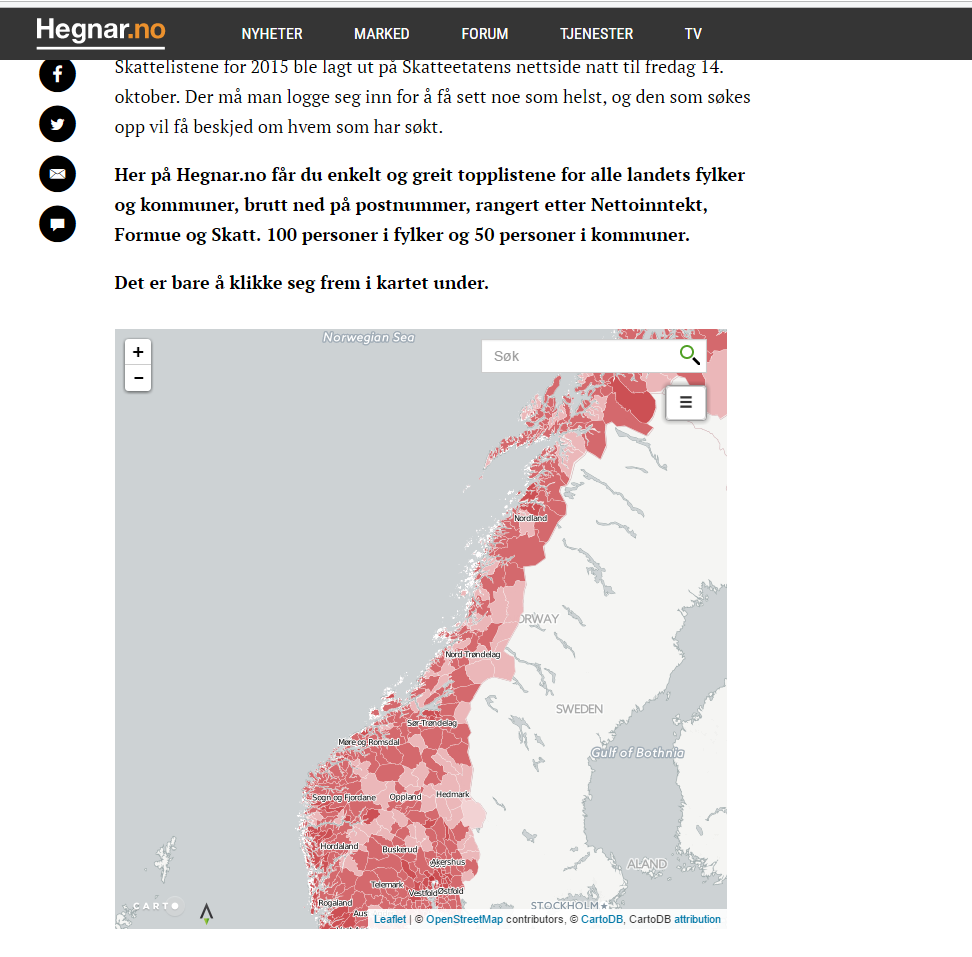 Hegnar.no
NYHETER MARKED FORUM TJENESTER TV
Skattelistene for 2015 ble lagt ut på Skatteetatens nettside natt til fredag 14.
oktober. Der må man logge seg inn for å få sett noe som helst, og den som søkes
opp vil få beskjed om hvem som har søkt.
Her på Hegnar.no får du enkelt og greit topplistene for alle landets fylker
og kommuner, brutt ned på postnummer, rangert etter Nettoinntekt,
Formue og Skatt. 100 personer i fylker og 50 personer i kommuner.
Det er bare å klikke seg frem i kartet under.
Norwegian Sea
+
Søk
−
Nordland
ORWAY
Nord Trøndelag
SWEDEN
Sør-Trøndelag
Møre og Romsdal
Gulf of Bothnia
Sogn og Fjordane Oppland Hedmark
Hordaland Buskerud
Akershus
ALAND
Telemark
Vestfold Østfold
Rogaland
CARTO
STOCKHOLM
Aus
Leaflet | © OpenStreetMap contributors, © CartoDB, CartoDB attribution